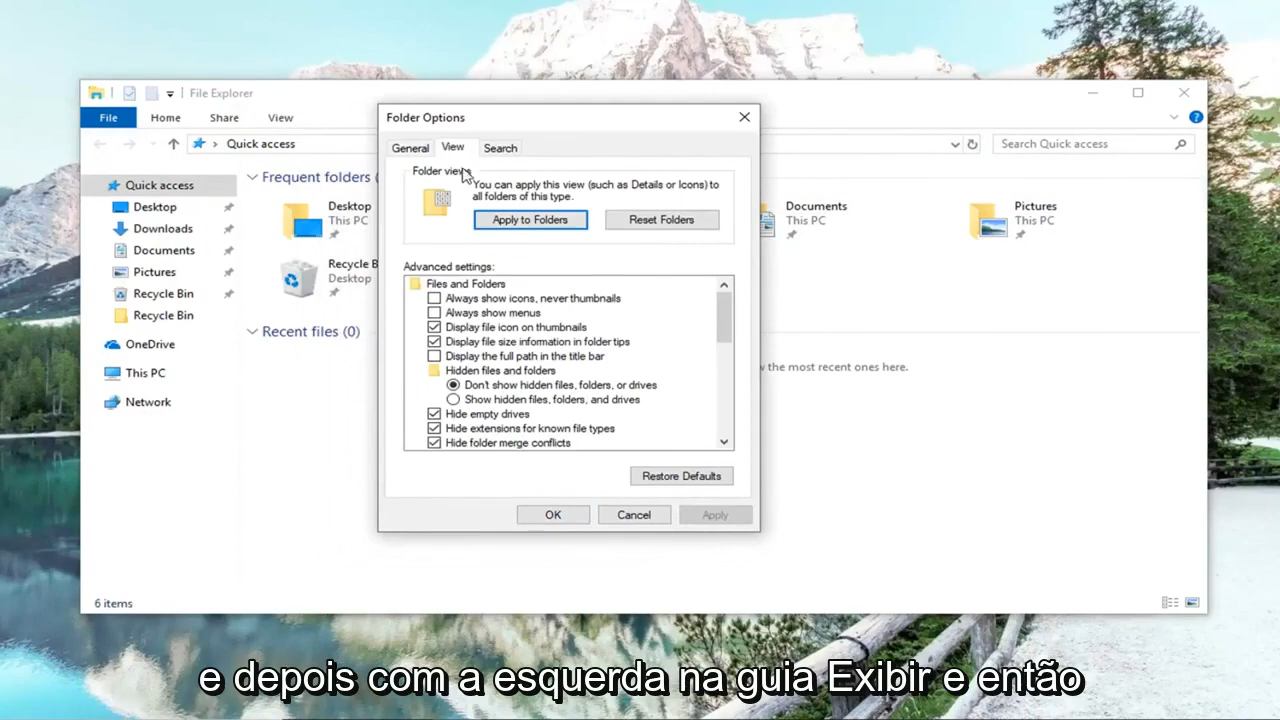 File Explorer
File
Home
Share
View
Quick access
Search Quick access
Quick access
Desktop
Downloads
Documents
Pictures
Recycle Bin
Recycle Bin
OneDrive
This PC
Network
Frequent folders (
Desktop
This PC
Recycle B
Desktop
Documents
This PC
Pictures
This PC
Recent files (0)
the most recent ones here.
6 items
Folder Options
General
View
Search
Folder views
You can apply this view (such as Details or Icons) to
all folders of this type.
Apply to Folders
Reset Folders
Advanced settings:
Files and Folders
Always show icons, never thumbnails
Always show menus
Display file icon on thumbnails
Display file size information in folder tips
Display the full path in the title bar
Hidden files and folders
Don't show hidden files, folders, or drives
Show hidden files, folders, and drives
Hide empty drives
Hide extensions for known file types
Hide folder merge conflicts
Restore Defaults
OK
Cancel
Apply
e depois com a esquerda na guia Exibir e então